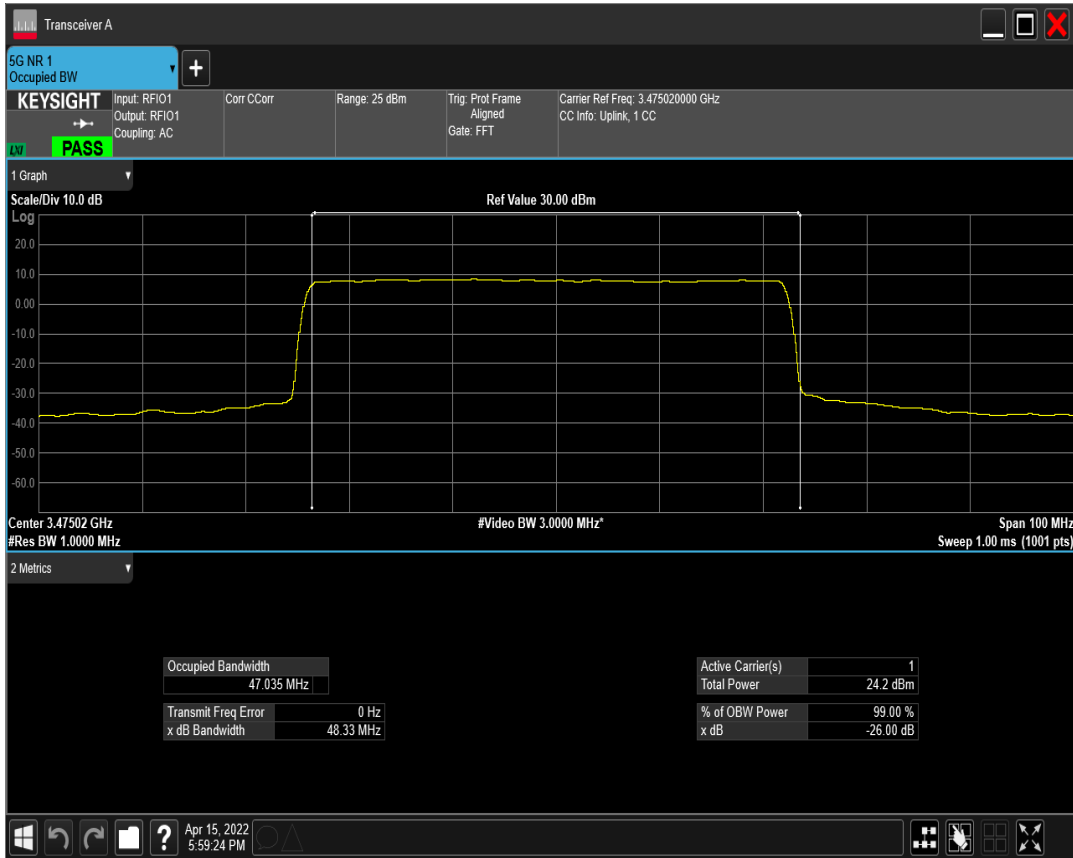 Transceiver A
5G NR 1
Occupied BW
+
KEYSIGHT
LXI
PASS
Input: RFIO1
Output: RFIO1
Coupling: AC
Corr CCorr
Range: 25 dBm
Trig: Prot Frame
Aligned
Gate: FFT
Carrier Ref Freq: 3.475020000 GHz
CC Info: Uplink, 1 CC
1 Graph
Scale/Div 10.0 dB
Ref Value 30.00 dBm
Log
20.0
10.0
0.00
-10.0
-20.0
-30.0
-40.0
-50.0
-60.0
Center 3.47502 GHz
#Video BW 3.0000 MHz*
Span 100 MHz
#Res BW 1.0000 MHz
Sweep 1.00 ms (1001 pts)
2 Metrics
Occupied Bandwidth
47.035 MHz
Transmit Freq Error 0 Hz
x dB Bandwidth 48.33 MHz
Active Carrier(s) 1
Total Power 24.2 dBm
% of OBW Power 99.00 %
x dB -26.00 dB
?
Apr 15, 2022
5:59:24 PM